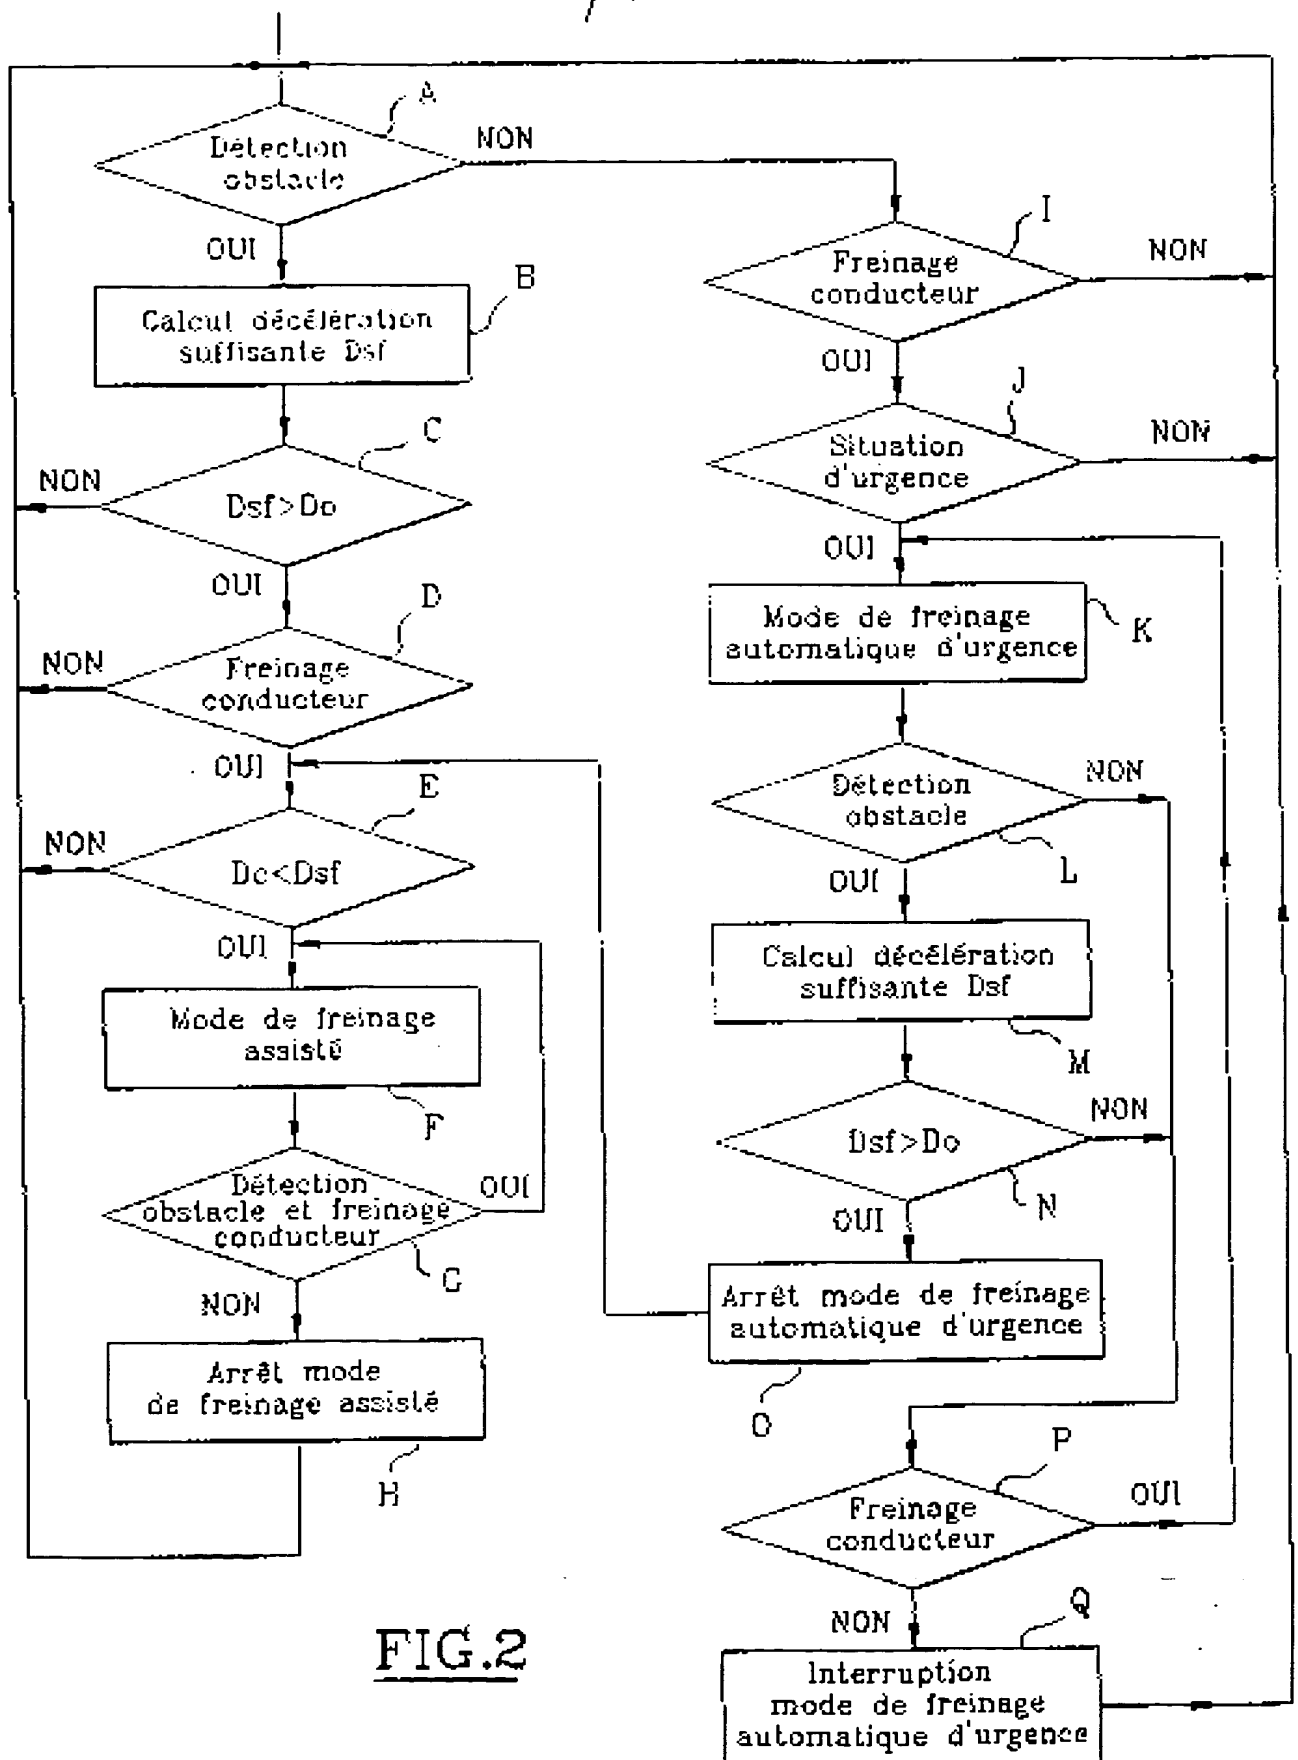 A
Détection
obstacle
NON
OUI
B
Calcul décélération
suffisante Dsf
C
NON
Dsf>Do
OUI
D
NON
Freinage
conducteur
OUI
E
NON
Dc<Dsf
OUI
Mode de freinage
assisté
F
Détection
obstacle et freinage
conducteur
OUI
G
NON
Arrêt mode
de freinage assisté
H
I
Freinage
conducteur
NON
OUI
J
Situation
d'urgence
NON
OUI
Mode de freinage
automatique d'urgence
K
Détection
obstacle
NON
L
OUI
Calcul décélération
suffisante Dsf
M
Dsf>Do
NON
N
OUI
Arrêt mode de freinage
automatique d'urgence
O
P
Freinage
conducteur
OUI
NON
Q
Interruption
mode de freinage
automatique d'urgence
FIG.2